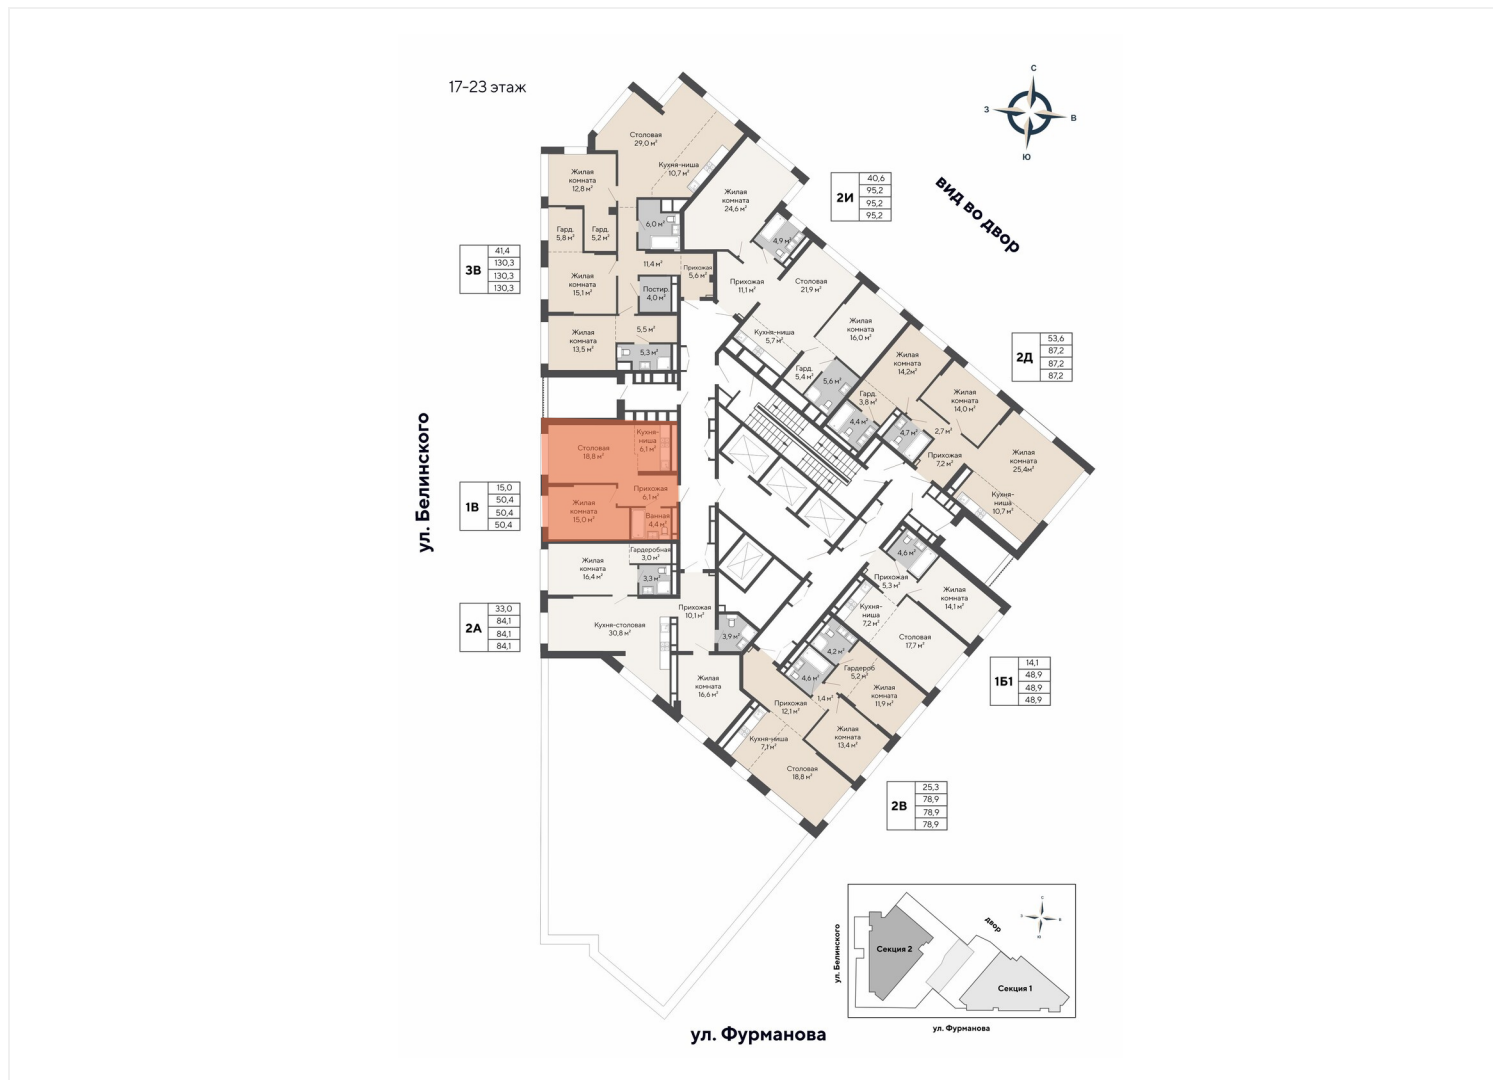 17-23 этаж
С
З
В
Ю
вид во двор
ул. Белинского
ул. Фурманова
Столовая
29,0 м²
Кухня-ниша
10,7 м²
Жилая
комната
12,8 м²
Гард.
5,8 м²
Гард.
5,2 м²
6,0 м²
11,4 м²
Прихожая
5,6 м²
Жилая
комната
15,1 м²
Постир.
4,0 м²
Жилая
комната
13,5 м²
5,5 м²
5,3 м²
3В
41,4
130,3
130,3
130,3
Жилая
комната
24,6 м²
4,9 м²
Прихожая
11,1 м²
Столовая
21,9 м²
Кухня-ниша
5,7 м²
Жилая
комната
16,0 м²
Гард.
5,4 м²
5,6 м²
2И
40,6
95,2
95,2
95,2
Жилая
комната
14,2м²
Гард.
3,8 м²
4,4 м²
4,7 м²
2,7 м²
Жилая
комната
14,0 м²
Прихожая
7,2 м²
Жилая
комната
25,4м²
Кухня-
ниша
10,7 м²
2Д
53,6
87,2
87,2
87,2
Столовая
18,8 м²
Кухня-
ниша
6,1 м²
Прихожая
6,1 м²
Жилая
комната
15,0 м²
Ванная
4,4 м²
1В
15,0
50,4
50,4
50,4
Жилая
комната
16,4 м²
Гардеробная
3,0 м²
3,3 м²
Кухня-столовая
30,8 м²
Прихожая
10,1 м²
3,9 м²
Жилая
комната
16,6 м²
2А
33,0
84,1
84,1
84,1
4,6 м²
Прихожая
5,3 м²
Жилая
комната
14,1 м²
Кухня-
ниша
7,2 м²
Столовая
17,7 м²
1Б1
14,1
48,9
48,9
48,9
4,2 м²
4,6 м²
Гардероб
5,2 м²
1,4 м²
Жилая
комната
11,9 м²
Прихожая
12,1 м²
Жилая
комната
13,4 м²
Кухня-ниша
7,1 м²
Столовая
18,8 м²
2В
25,3
78,9
78,9
78,9
ул. Белинского
Секция 2
двор
Секция 1
ул. Фурманова